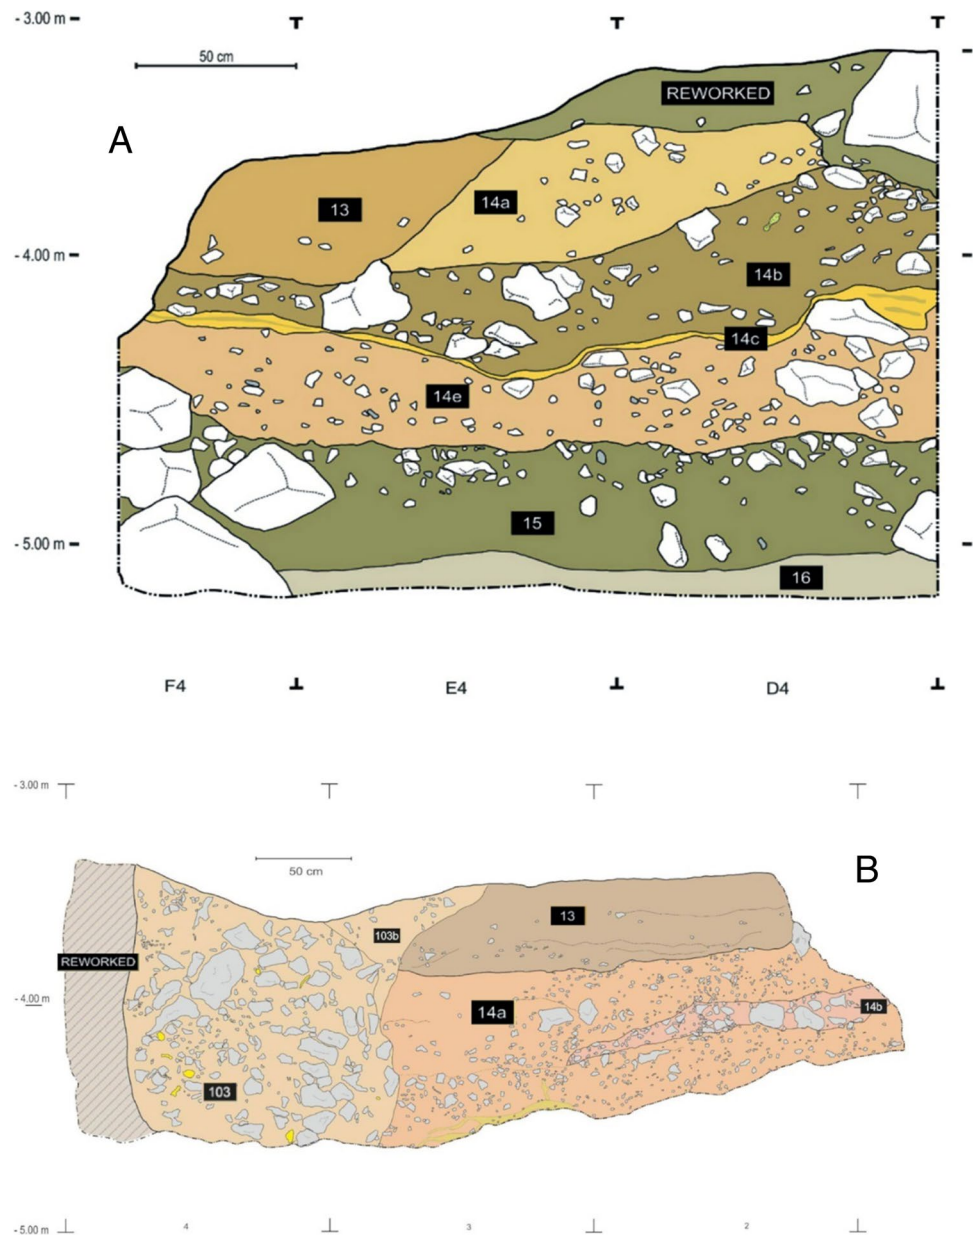 - 3.00 m
50 cm
REWORKED
A
13
14a
- 4.00 m
14b
14c
14e
15
- 5.00 m
16
F4 E4 D4
- 3.00 m
50 cm
B
13
103b
REWORKED
- 4.00 m
14a
14b
103
- 5.00 m
4 3 2